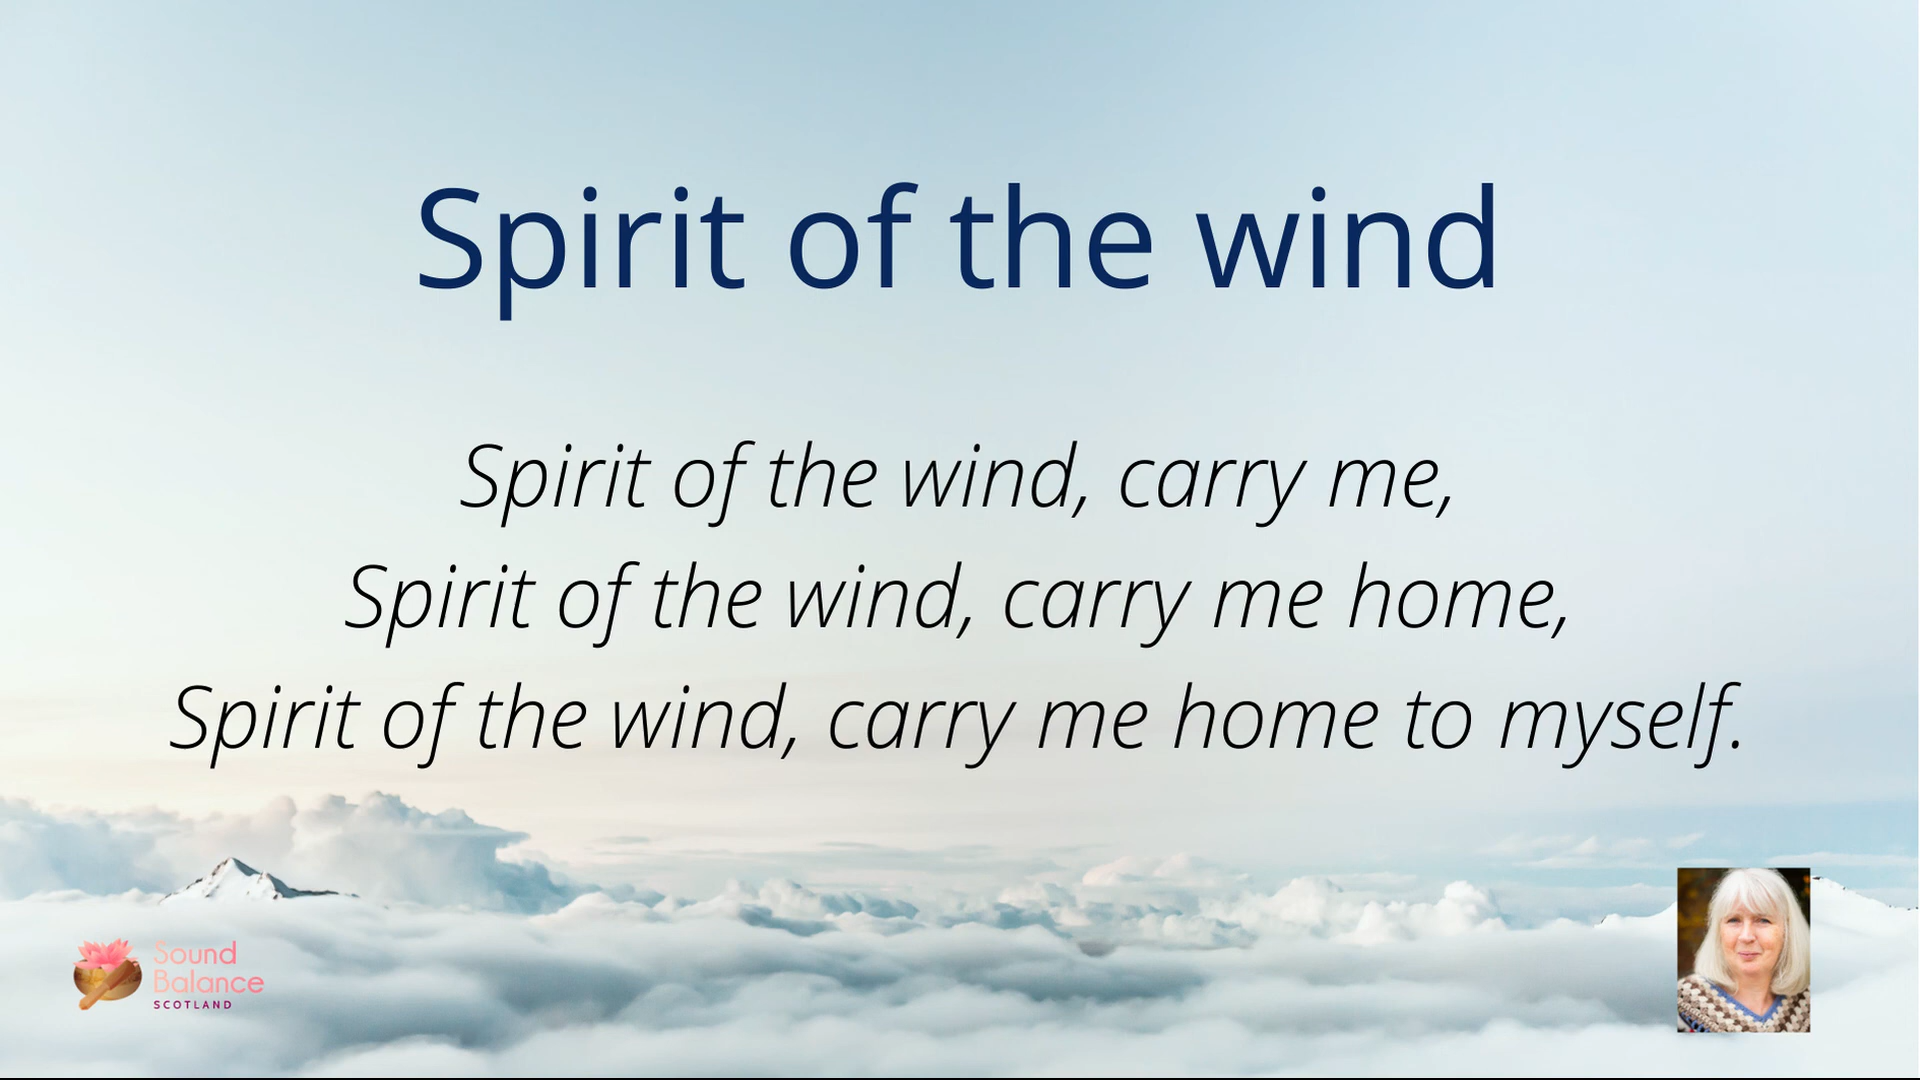 Spirit of the wind
Spirit of the wind, carry me,
Spirit of the wind, carry me home,
Spirit of the wind, carry me home to myself.
Sound
Balance
SCOTLAND